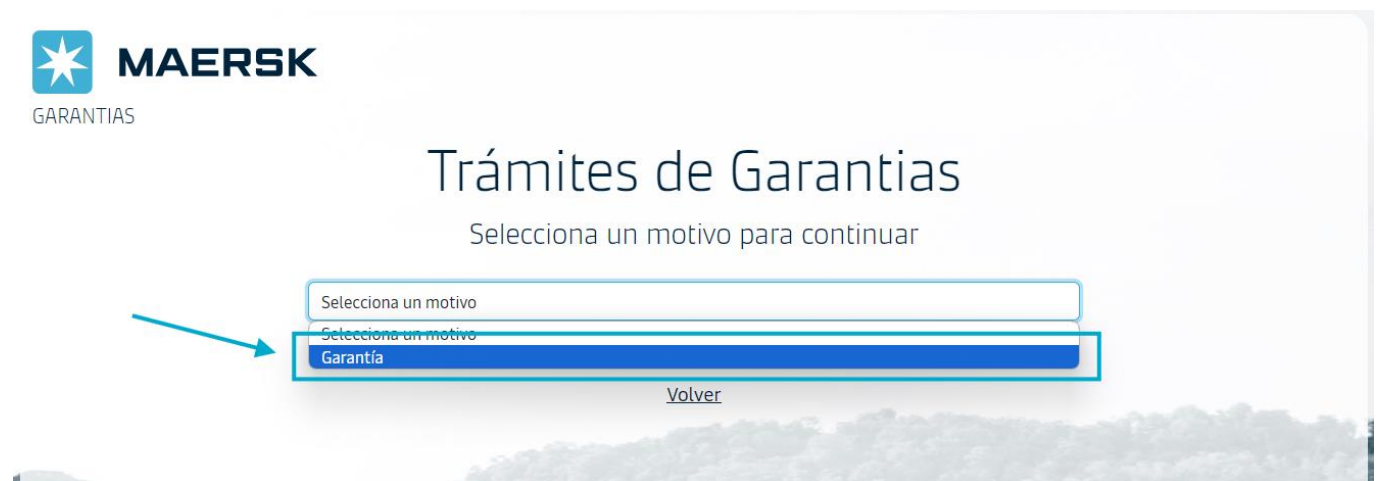 MAERSK
GARANTIAS
Trámites de Garantias
Selecciona un motivo para continuar
Selecciona un motivo
Selecciona un motivo
Garantía
Volver